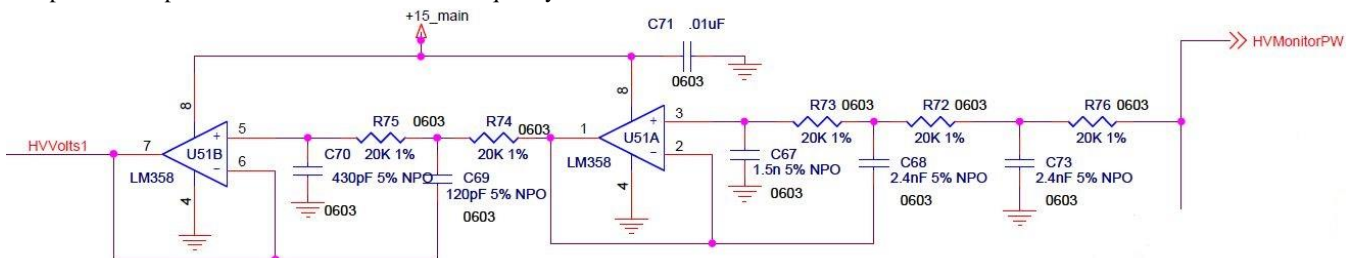 +15_main
C71 .01uF
HVMonitorPW
0603
8
8
R75 0603
R74
0603
R73 0603
R72 0603
R76 0603
HVVolts1
7
5
+
U51B
6
-
20K 1%
20K 1%
1
3
+
U51A
2
-
20K 1%
20K 1%
20K 1%
LM358
C70
430pF 5% NPO
C69
120pF 5% NPO
LM358
C67
1.5n 5% NPO
C68
2.4nF 5% NPO
C73
2.4nF 5% NPO
4
0603
0603
4
0603
0603
0603